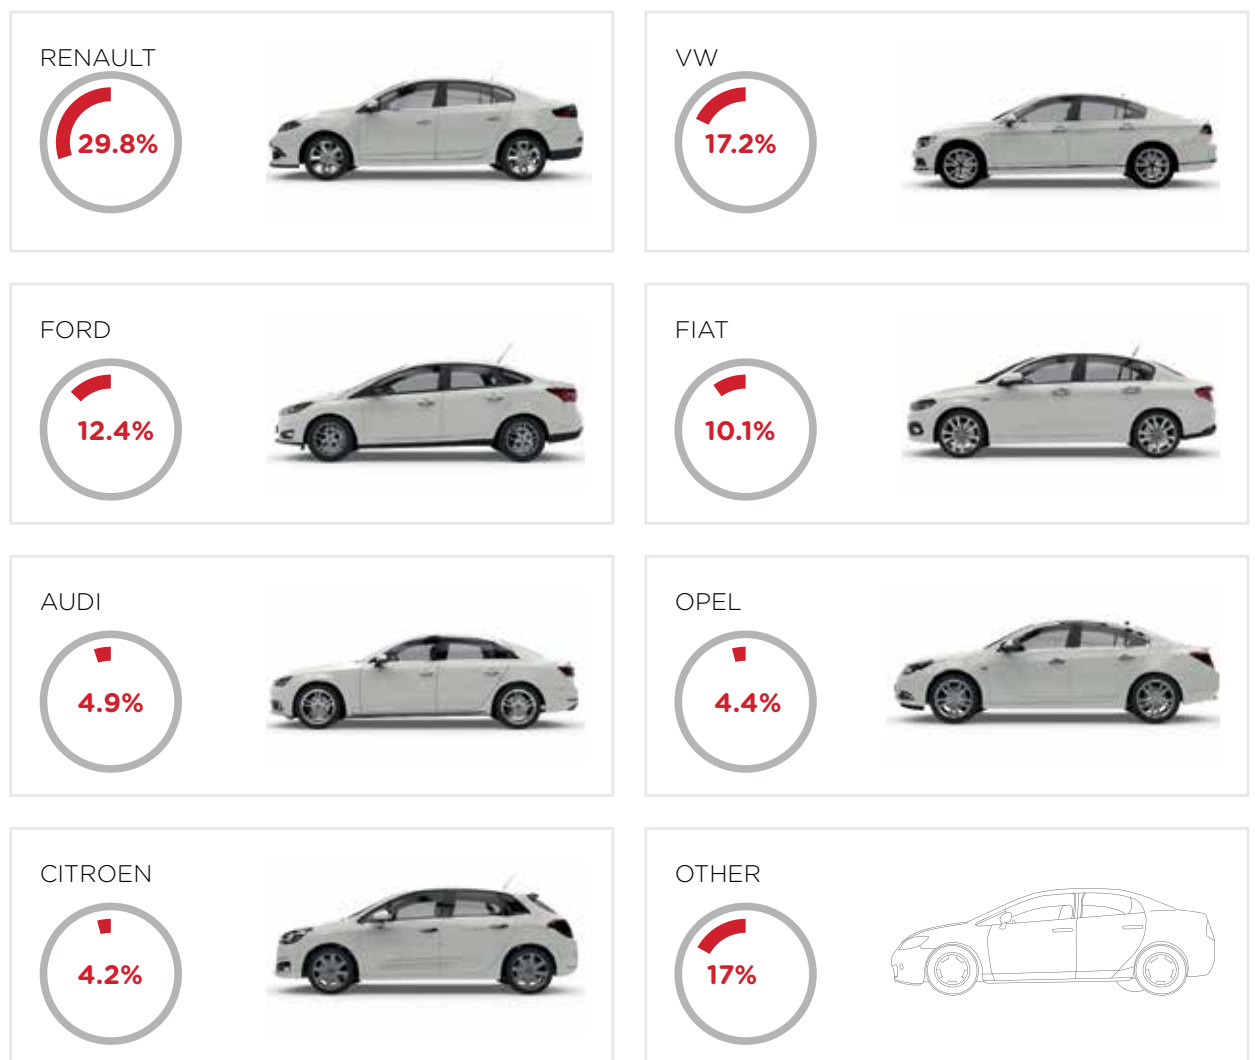 RENAULT
29.8%
VW
17.2%
FORD
12.4%
FIAT
10.1%
AUDI
4.9%
OPEL
4.4%
CITROEN
4.2%
OTHER
17%